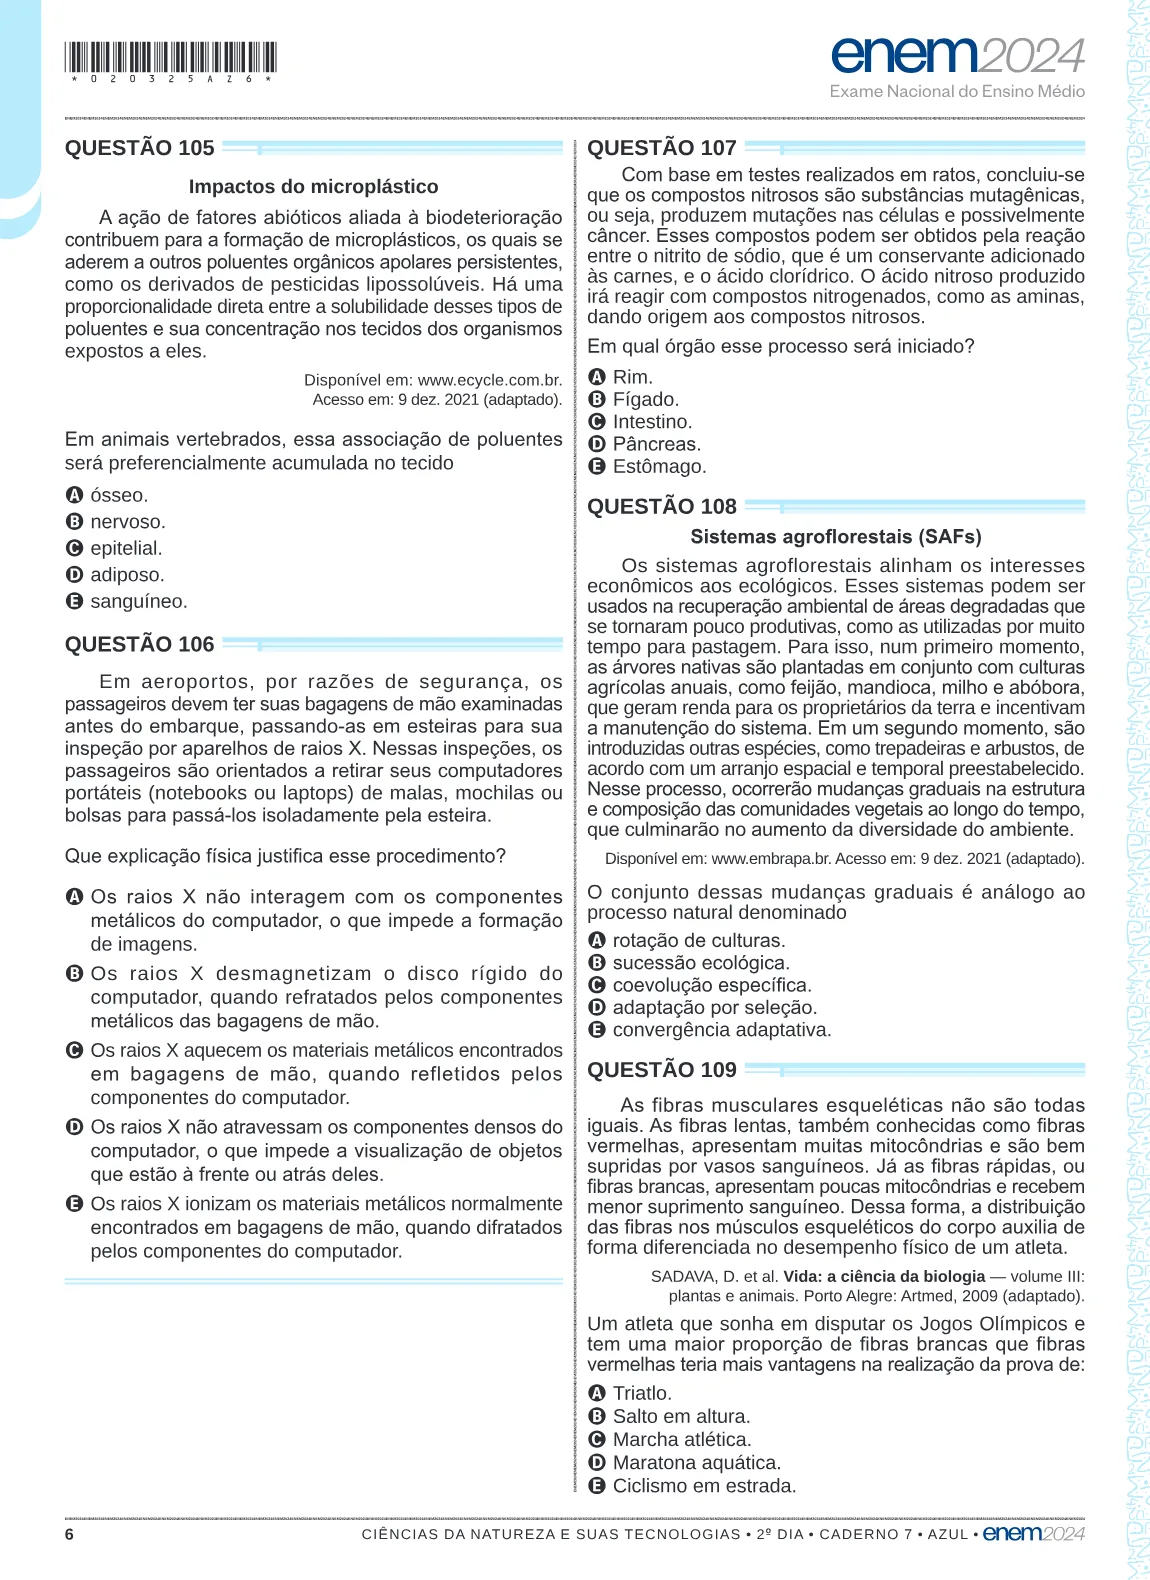 *020325AZ6*
enem2024
Exame Nacional do Ensino Médio
QUESTÃO 105
Impactos do microplástico
A ação de fatores abióticos aliada à biodeterioração
contribuem para a formação de microplásticos, os quais se
aderem a outros poluentes orgânicos apolares persistentes,
como os derivados de pesticidas lipossolúveis. Há uma
proporcionalidade direta entre a solubilidade desses tipos de
poluentes e sua concentração nos tecidos dos organismos
expostos a eles.
Disponível em: www.ecycle.com.br.
Acesso em: 9 dez. 2021 (adaptado).
Em animais vertebrados, essa associação de poluentes
será preferencialmente acumulada no tecido
A ósseo.
B nervoso.
C epitelial.
D adiposo.
E sanguíneo.
QUESTÃO 106
Em aeroportos, por razões de segurança, os
passageiros devem ter suas bagagens de mão examinadas
antes do embarque, passando-as em esteiras para sua
inspeção por aparelhos de raios X. Nessas inspeções, os
passageiros são orientados a retirar seus computadores
portáteis (notebooks ou laptops) de malas, mochilas ou
bolsas para passá-los isoladamente pela esteira.
Que explicação física justifica esse procedimento?
A Os raios X não interagem com os componentes
metálicos do computador, o que impede a formação
de imagens.
B Os raios X desmagnetizam o disco rígido do
computador, quando refratados pelos componentes
metálicos das bagagens de mão.
C Os raios X aquecem os materiais metálicos encontrados
em bagagens de mão, quando refletidos pelos
componentes do computador.
D Os raios X não atravessam os componentes densos do
computador, o que impede a visualização de objetos
que estão à frente ou atrás deles.
E Os raios X ionizam os materiais metálicos normalmente
encontrados em bagagens de mão, quando difratados
pelos componentes do computador.
QUESTÃO 107
Com base em testes realizados em ratos, concluiu-se
que os compostos nitrosos são substâncias mutagênicas,
ou seja, produzem mutações nas células e possivelmente
câncer. Esses compostos podem ser obtidos pela reação
entre o nitrito de sódio, que é um conservante adicionado
às carnes, e o ácido clorídrico. O ácido nitroso produzido
irá reagir com compostos nitrogenados, como as aminas,
dando origem aos compostos nitrosos.
Em qual órgão esse processo será iniciado?
A Rim.
B Fígado.
C Intestino.
D Pâncreas.
E Estômago.
QUESTÃO 108
Sistemas agroflorestais (SAFs)
Os sistemas agroflorestais alinham os interesses
econômicos aos ecológicos. Esses sistemas podem ser
usados na recuperação ambiental de áreas degradadas que
se tornaram pouco produtivas, como as utilizadas por muito
tempo para pastagem. Para isso, num primeiro momento,
as árvores nativas são plantadas em conjunto com culturas
agrícolas anuais, como feijão, mandioca, milho e abóbora,
que geram renda para os proprietários da terra e incentivam
a manutenção do sistema. Em um segundo momento, são
introduzidas outras espécies, como trepadeiras e arbustos, de
acordo com um arranjo espacial e temporal preestabelecido.
Nesse processo, ocorrerão mudanças graduais na estrutura
e composição das comunidades vegetais ao longo do tempo,
que culminarão no aumento da diversidade do ambiente.
Disponível em: www.embrapa.br. Acesso em: 9 dez. 2021 (adaptado).
O conjunto dessas mudanças graduais é análogo ao
processo natural denominado
A rotação de culturas.
B sucessão ecológica.
C coevolução específica.
D adaptação por seleção.
E convergência adaptativa.
QUESTÃO 109
As fibras musculares esqueléticas não são todas
iguais. As fibras lentas, também conhecidas como fibras
vermelhas, apresentam muitas mitocôndrias e são bem
supridas por vasos sanguíneos. Já as fibras rápidas, ou
fibras brancas, apresentam poucas mitocôndrias e recebem
menor suprimento sanguíneo. Dessa forma, a distribuição
das fibras nos músculos esqueléticos do corpo auxilia de
forma diferenciada no desempenho físico de um atleta.
SADAVA, D. et al. Vida: a ciência da biologia — volume III:
plantas e animais. Porto Alegre: Artmed, 2009 (adaptado).
Um atleta que sonha em disputar os Jogos Olímpicos e
tem uma maior proporção de fibras brancas que fibras
vermelhas teria mais vantagens na realização da prova de:
A Triatlo.
B Salto em altura.
C Marcha atlética.
D Maratona aquática.
E Ciclismo em estrada.
6
CIÊNCIAS DA NATUREZA E SUAS TECNOLOGIAS • 2º DIA • CADERNO 7 • AZUL • enem2024